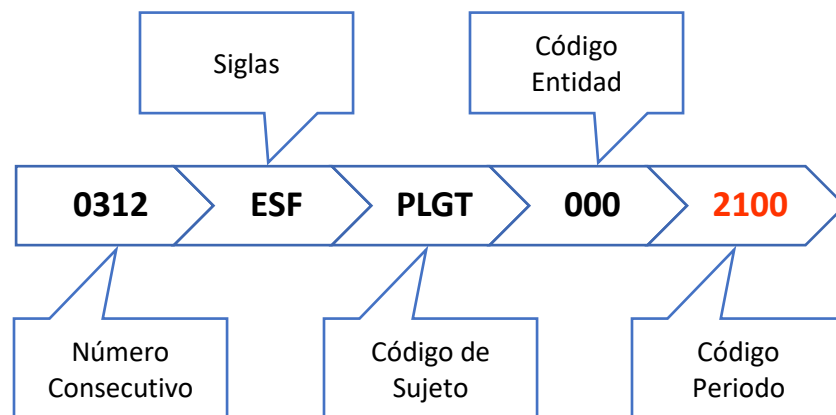 Siglas
Código
Entidad
0312 ESF PLGT 000 2100
Número
Consecutivo
Código de
Sujeto
Código
Periodo